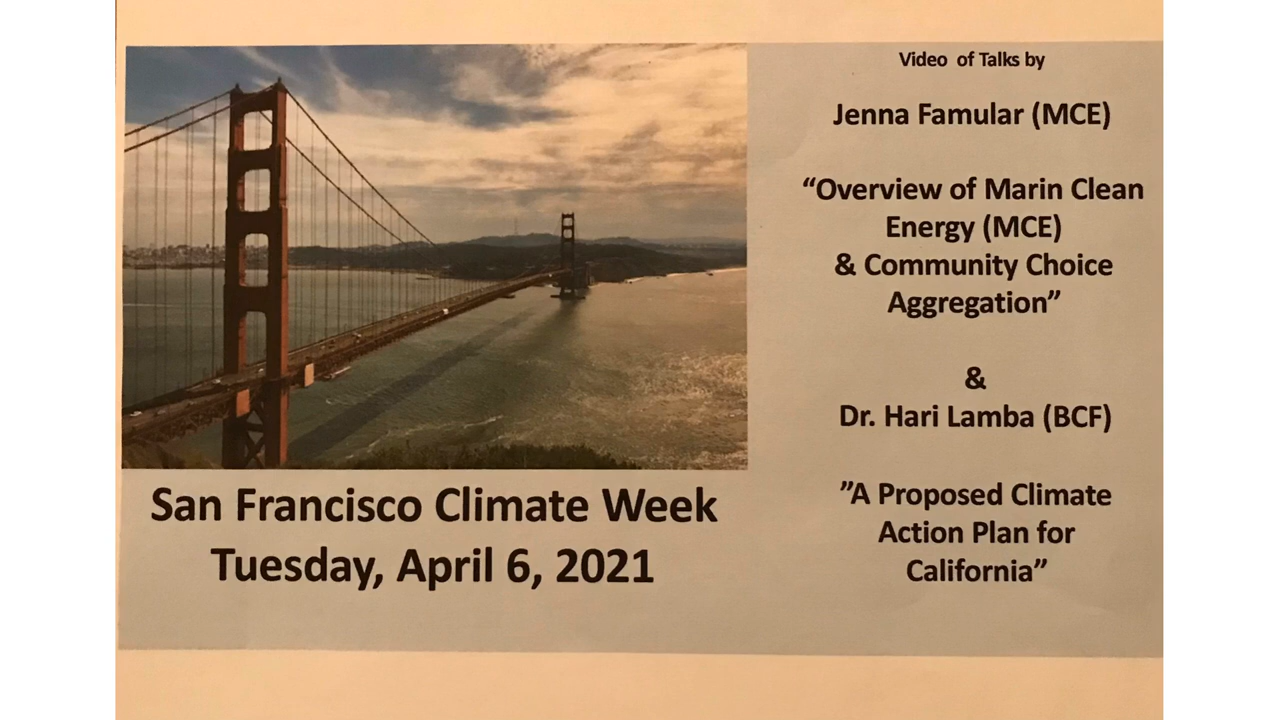 San Francisco Climate Week
Tuesday, April 6, 2021
Video of Talks by
Jenna Famular (MCE)
“Overview of Marin Clean
Energy (MCE)
& Community Choice
Aggregation”
&
Dr. Hari Lamba (BCF)
”A Proposed Climate
Action Plan for
California”